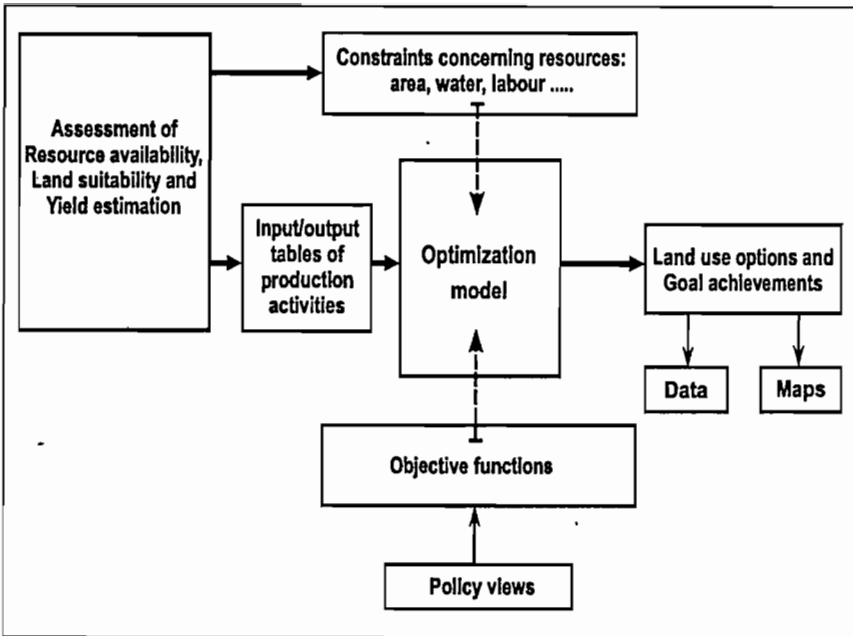 Constraints concerning resources:
area, water, labour .....
Assessment of
Resource availability,
Land suitability and
Yield estimation
Input/output
tables of
production
activities
Optimization
model
Land use options and
Goal achievements
Data
Maps
Objective functions
Policy views